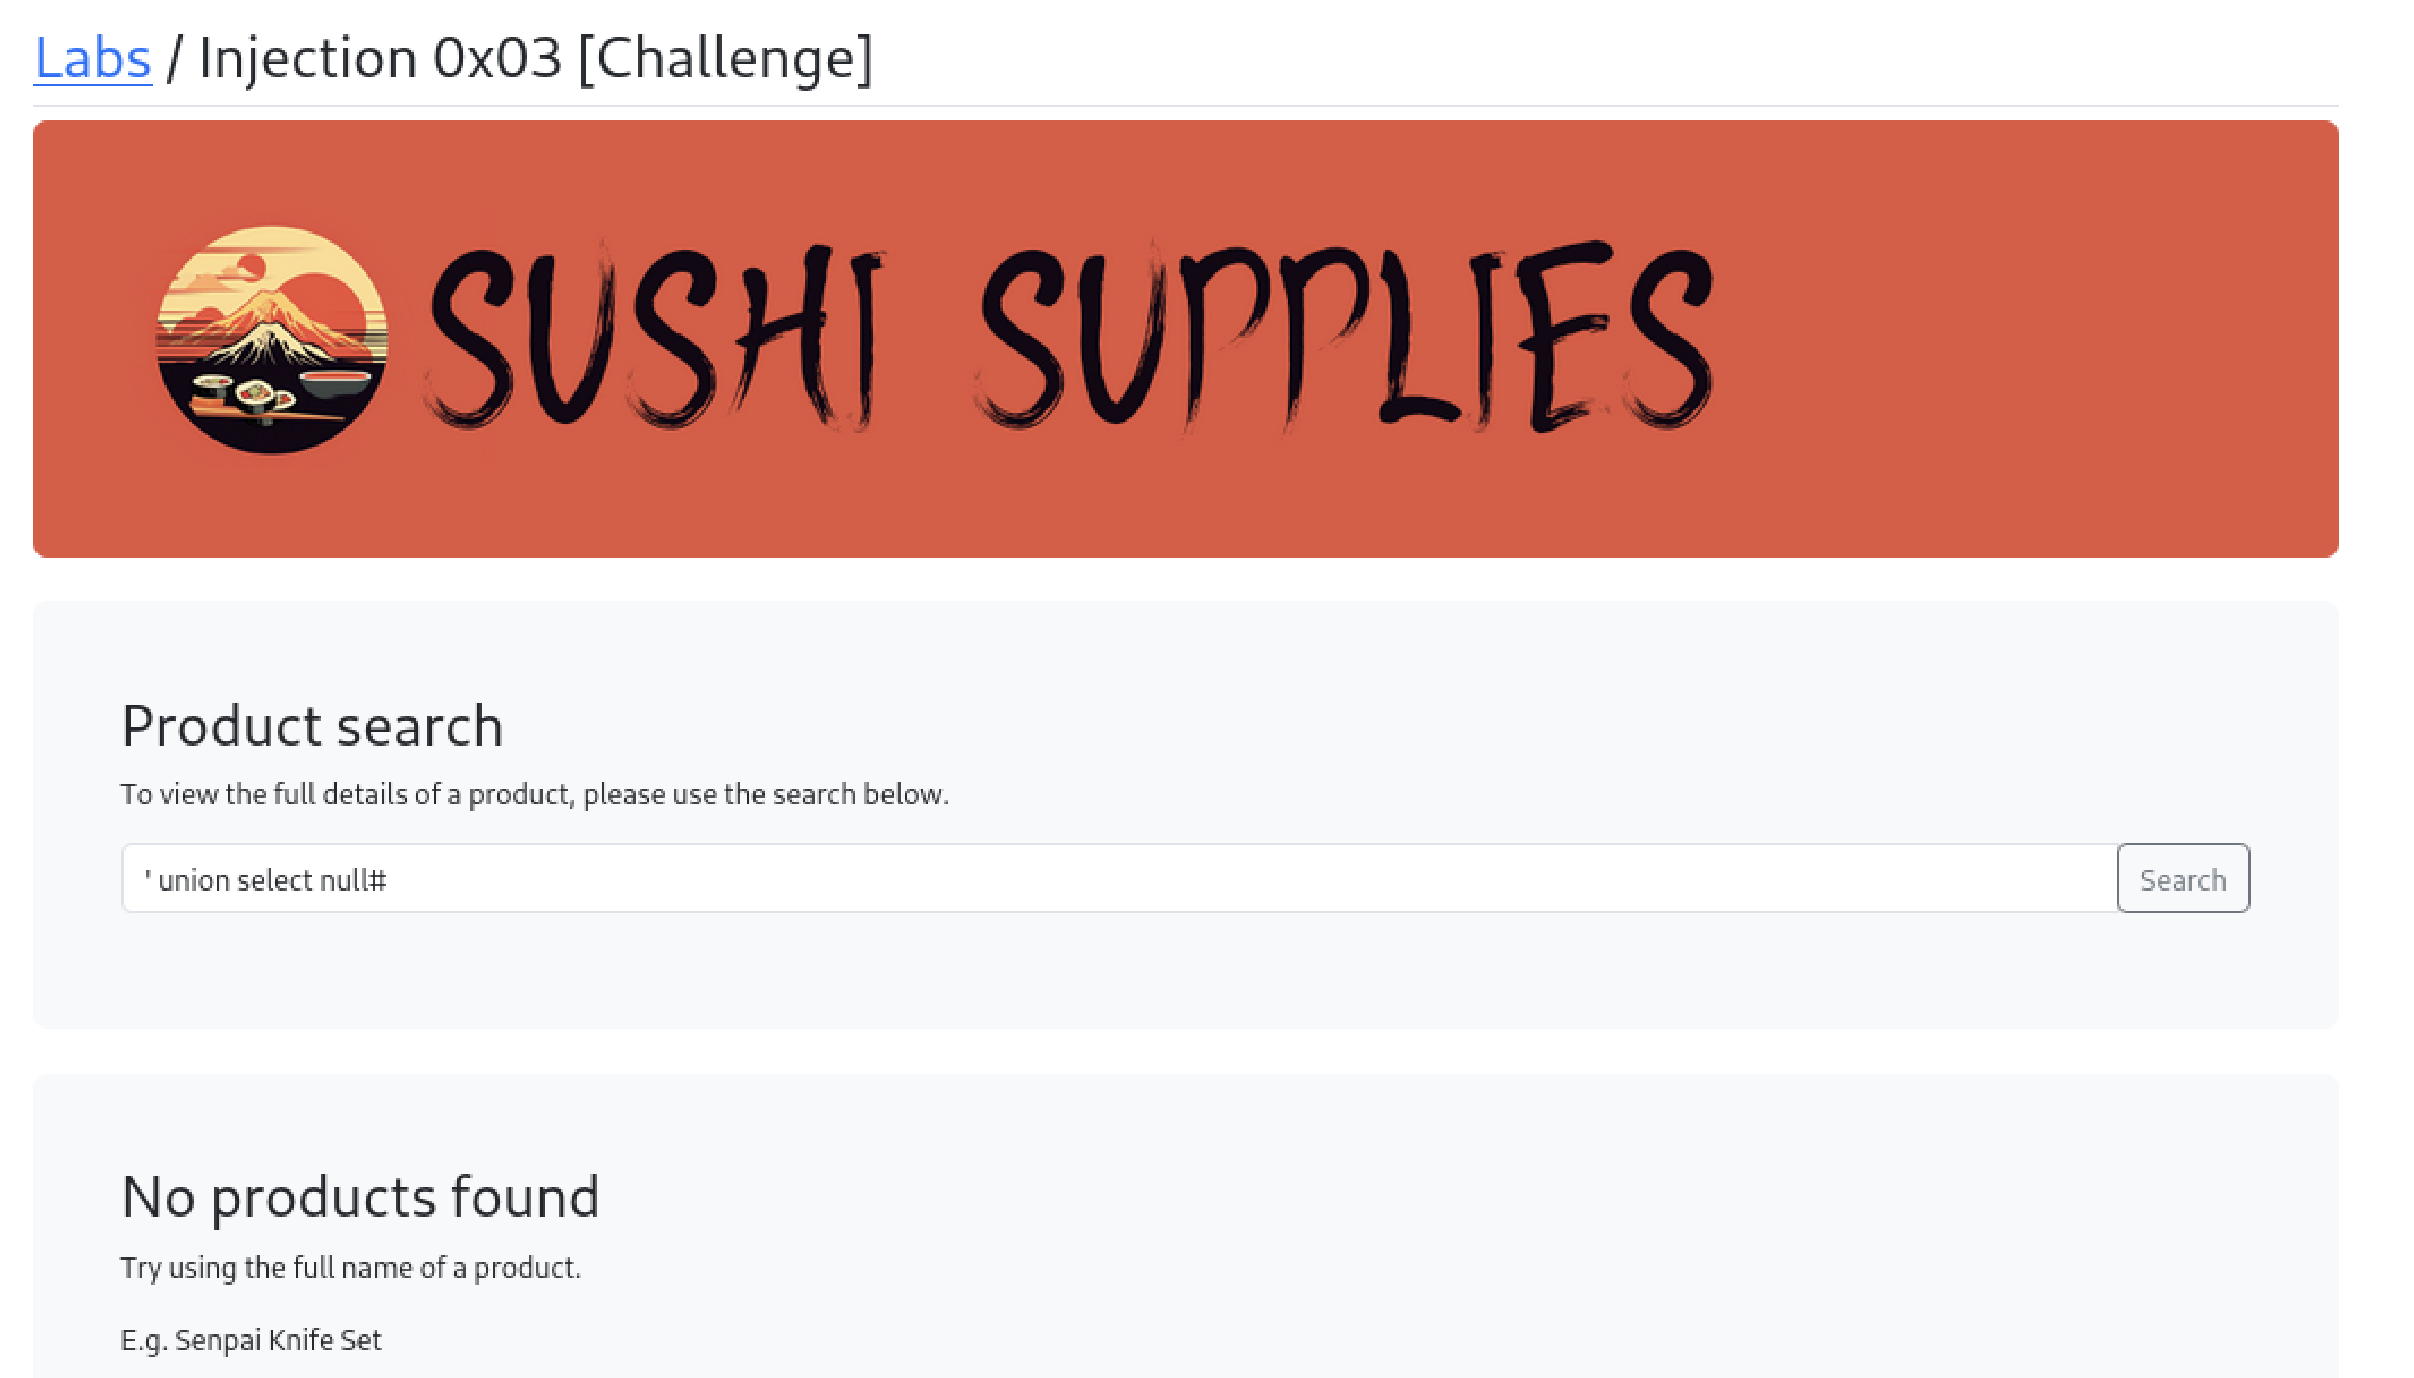 Labs / Injection 0x03 [Challenge]
SUSHI SUPPLIES
Product search
To view the full details of a product, please use the search below.
' union select null#
Search
No products found
Try using the full name of a product.
E.g. Senpai Knife Set